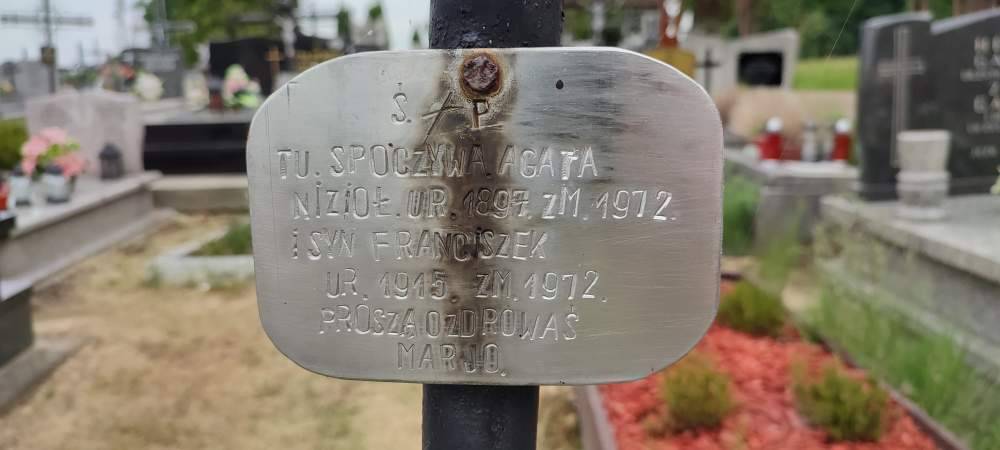 Ś. † P
TU. SPOCZYWA. AGATA
NIZIOŁ. UR. 1897. ZM. 1972.
I SYN FRANCISZEK
UR. 1915. ZM. 1972.
PROSZĄ O ZDROWAŚ
MARJO.